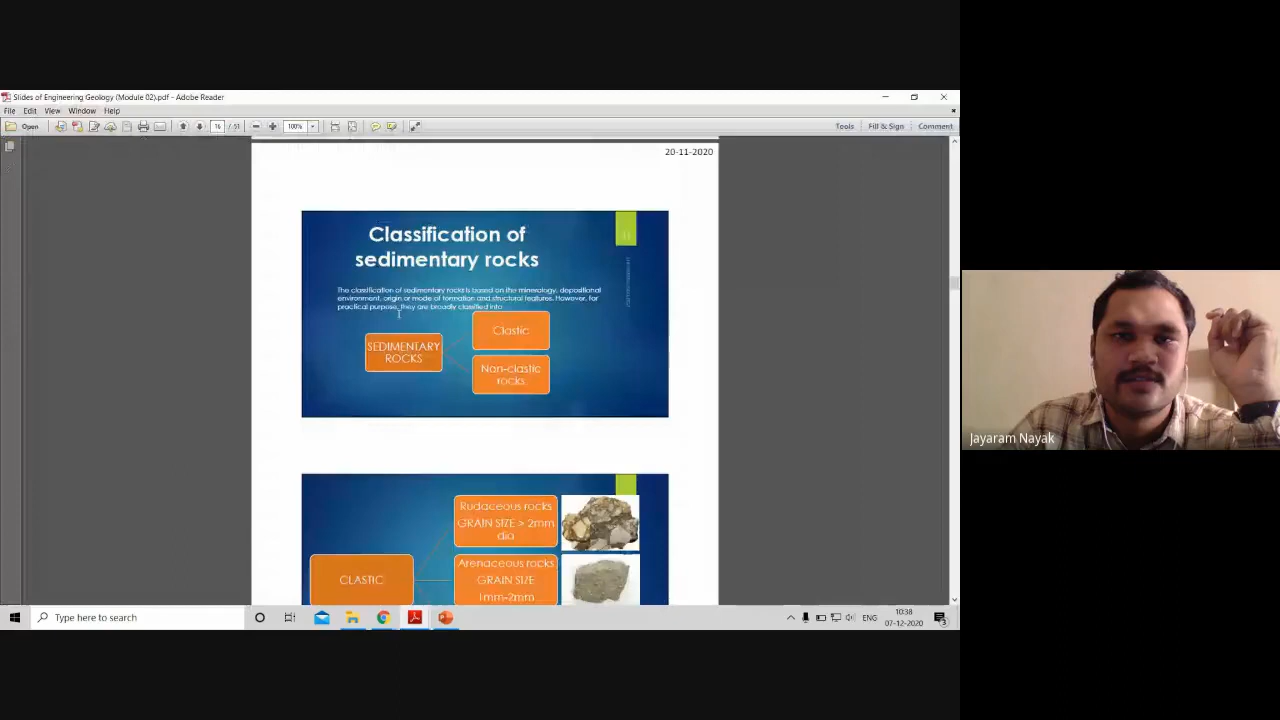 Slides of Engineering Geology (Module 02).pdf - Adobe Reader
File Edit View Window Help
Open 16 / 51 100% Tools Fill & Sign Comment
20-11-2020
Classification of
sedimentary rocks
The classification of sedimentary rocks is based on the mineralogy, depositional
environment, origin or mode of formation and structural features. However, for
practical purpose, they are broadly classified into
SEDIMENTARY
ROCKS
Clastic
Non-clastic
rocks
CLASTIC
Rudaceous rocks
GRAIN SIZE > 2mm
dia
Arenaceous rocks
GRAIN SIZE
1mm-2mm
Jayaram Nayak
Type here to search
ENG
10:38
07-12-2020
3